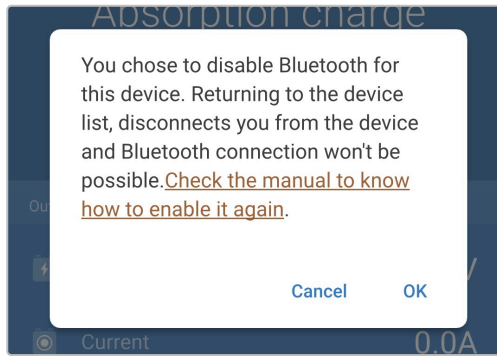 Absorption charge
You chose to disable Bluetooth for
this device. Returning to the device
list, disconnects you from the device
and Bluetooth connection won't be
possible.Check the manual to know
how to enable it again.
Ou
Cancel OK
Current 0.0A